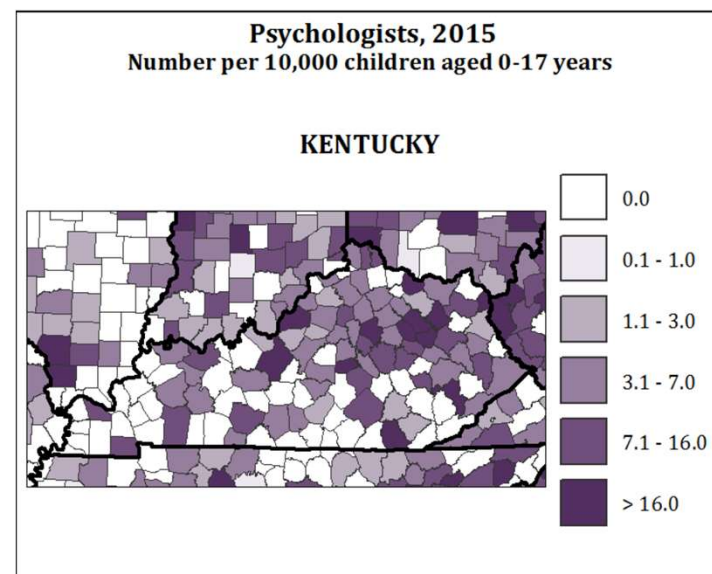 Psychologists, 2015
Number per 10,000 children aged 0-17 years
KENTUCKY
0.0
0.1 - 1.0
1.1 - 3.0
3.1 - 7.0
7.1 - 16.0
> 16.0